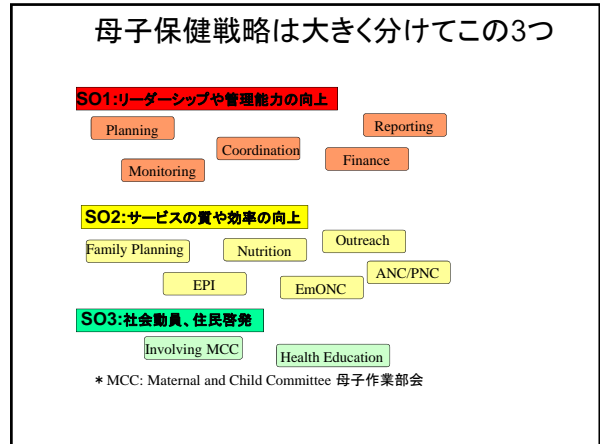 母子保健戦略は大きく分けてこの3つ
SO1:リーダーシップや管理能力の向上
Planning
Reporting
Coordination
Monitoring
Finance
SO2:サービスの質や効率の向上
Family Planning
Nutrition
Outreach
EPI
EmONC
ANC/PNC
SO3:社会動員、住民啓発
Involving MCC
Health Education
＊MCC: Maternal and Child Committee 母子作業部会